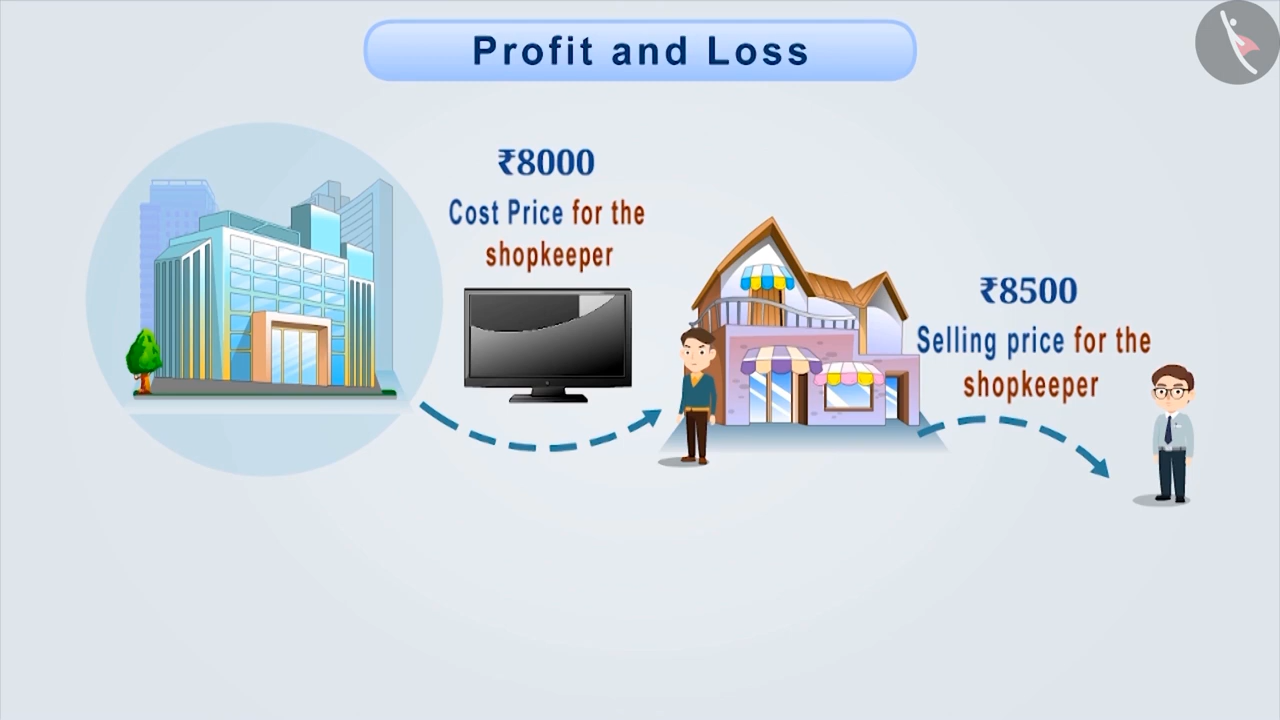 Profit and Loss
₹8000
Cost Price for the
shopkeeper
₹8500
Selling price for the
shopkeeper